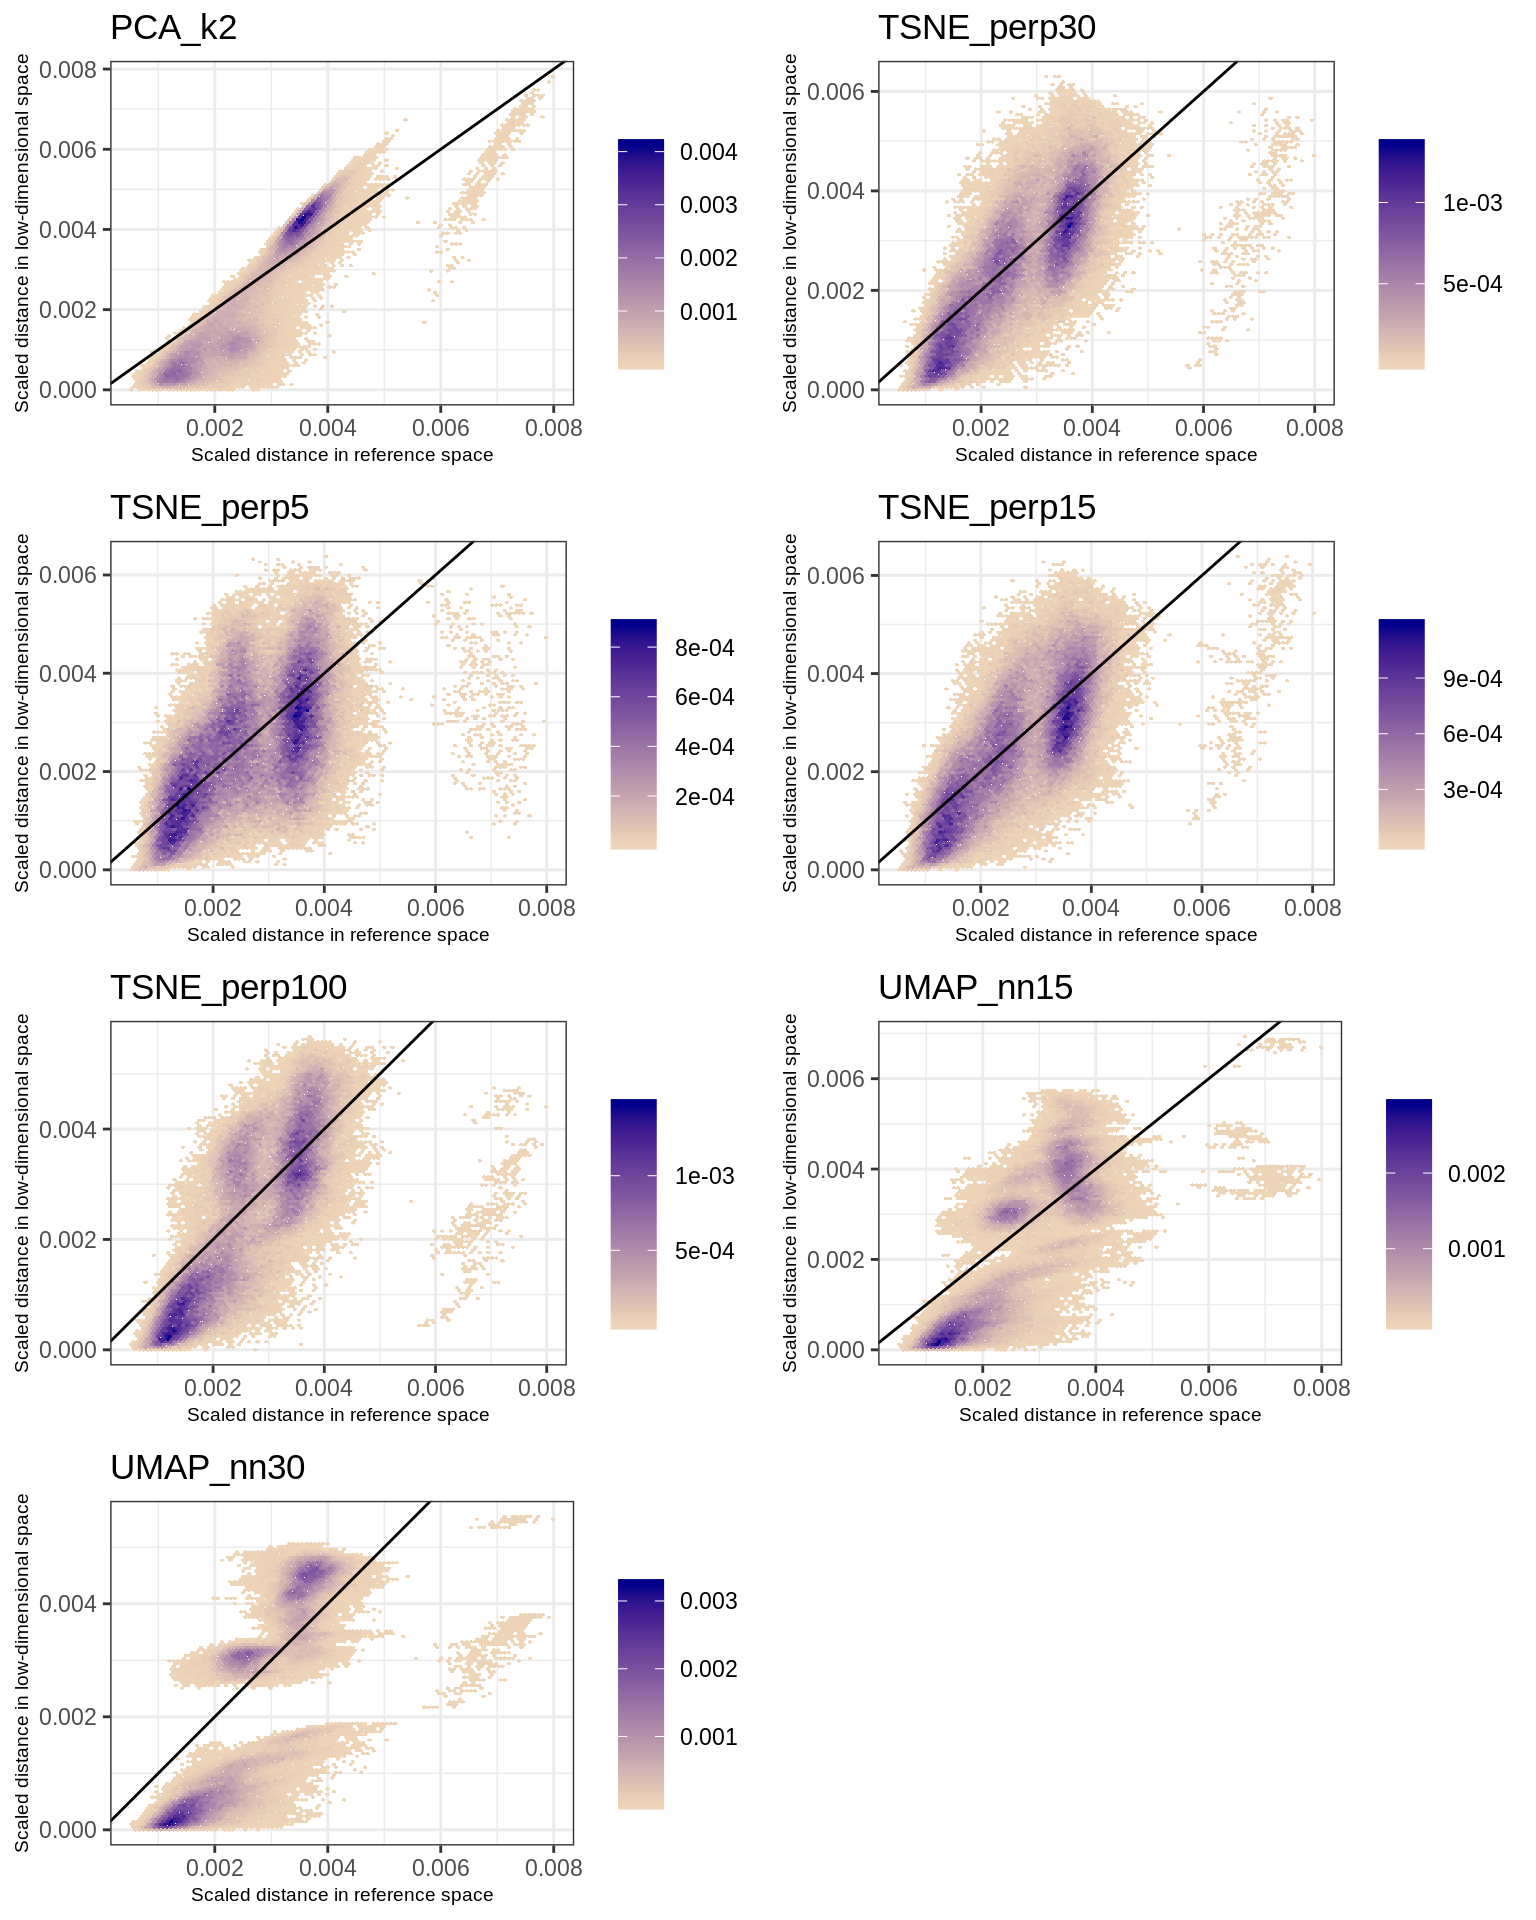 PCA_k2
Scaled distance in low-dimensional space
0.008
0.006
0.004
0.002
0.000
0.002 0.004 0.006 0.008
Scaled distance in reference space
0.004
0.003
0.002
0.001
TSNE_perp30
Scaled distance in low-dimensional space
0.006
0.004
0.002
0.000
0.002 0.004 0.006 0.008
Scaled distance in reference space
1e-03
5e-04
TSNE_perp5
Scaled distance in low-dimensional space
0.006
0.004
0.002
0.000
0.002 0.004 0.006 0.008
Scaled distance in reference space
8e-04
6e-04
4e-04
2e-04
TSNE_perp15
Scaled distance in low-dimensional space
0.006
0.004
0.002
0.000
0.002 0.004 0.006 0.008
Scaled distance in reference space
9e-04
6e-04
3e-04
TSNE_perp100
Scaled distance in low-dimensional space
0.004
0.002
0.000
0.002 0.004 0.006 0.008
Scaled distance in reference space
1e-03
5e-04
UMAP_nn15
Scaled distance in low-dimensional space
0.006
0.004
0.002
0.000
0.002 0.004 0.006 0.008
Scaled distance in reference space
0.002
0.001
UMAP_nn30
Scaled distance in low-dimensional space
0.004
0.002
0.000
0.002 0.004 0.006 0.008
Scaled distance in reference space
0.003
0.002
0.001